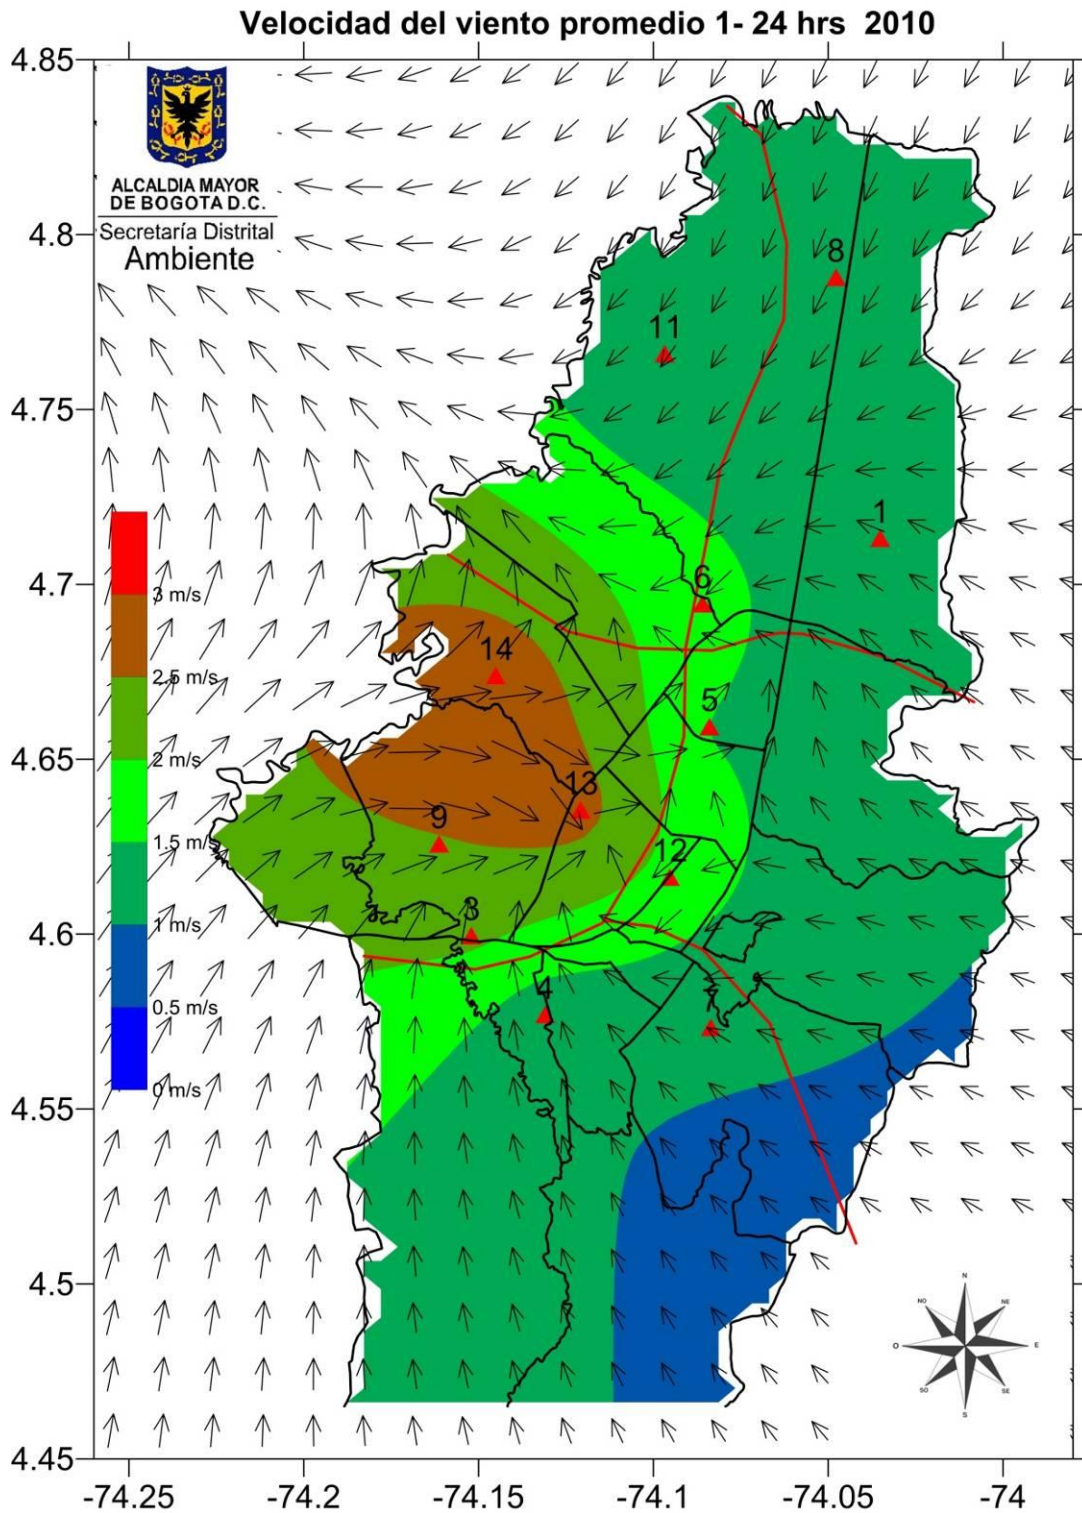 Velocidad del viento promedio 1- 24 hrs 2010
4.85
ALCALDIA MAYOR
DE BOGOTA D.C.
Secretaría Distrital
Ambiente
4.8
8
11
4.75
1
4.7
6
3 m/s
14
2.5 m/s
5
2 m/s
4.65
13
9
1.5 m/s
12
3
4.6
1 m/s
4
7
0.5 m/s
0 m/s
4.55
4.5
N
NO
NE
O
E
SO
SE
S
4.45
-74.25
-74.2
-74.15
-74.1
-74.05
-74